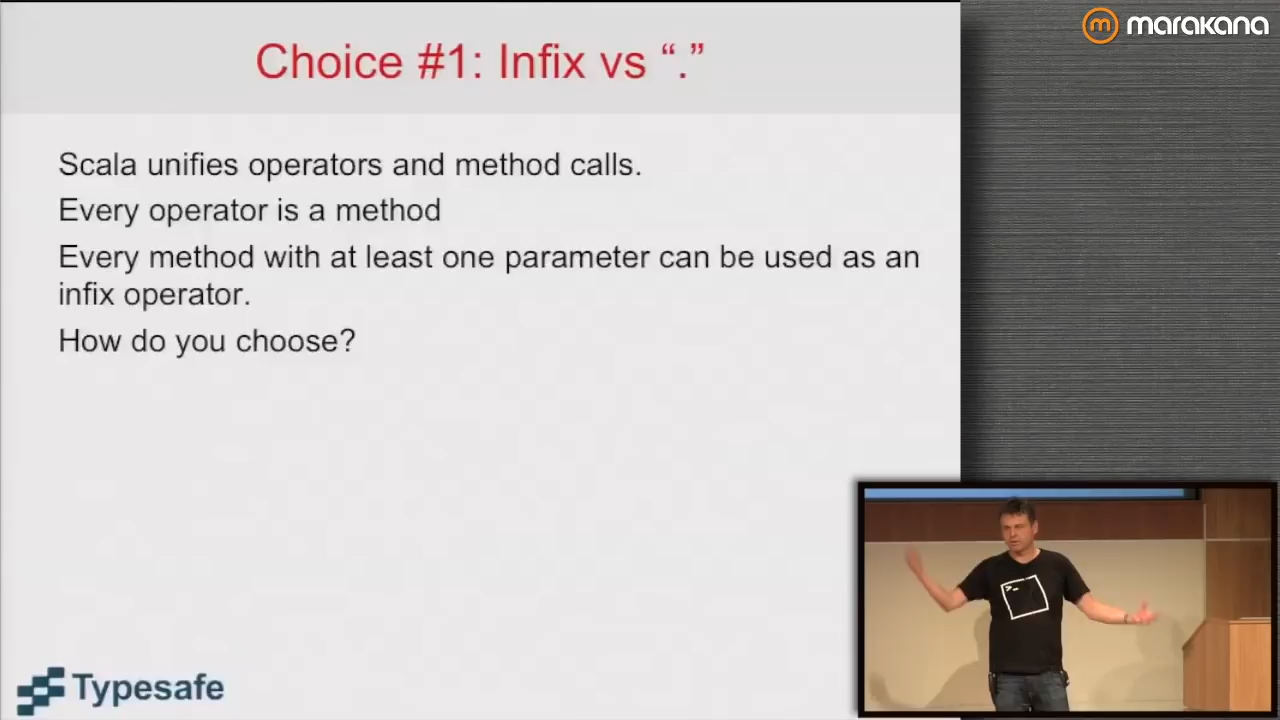 marakana
Choice #1: Infix vs “.”
Scala unifies operators and method calls.
Every operator is a method
Every method with at least one parameter can be used as an
infix operator.
How do you choose?
>_
Typesafe